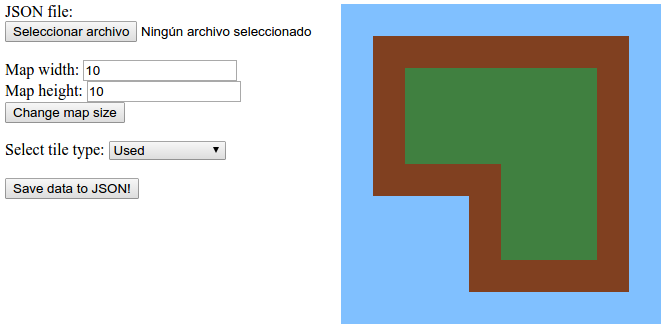 JSON file:
Seleccionar archivo Ningún archivo seleccionado
Map width: 10
Map height: 10
Change map size
Select tile type: Used
Save data to JSON!